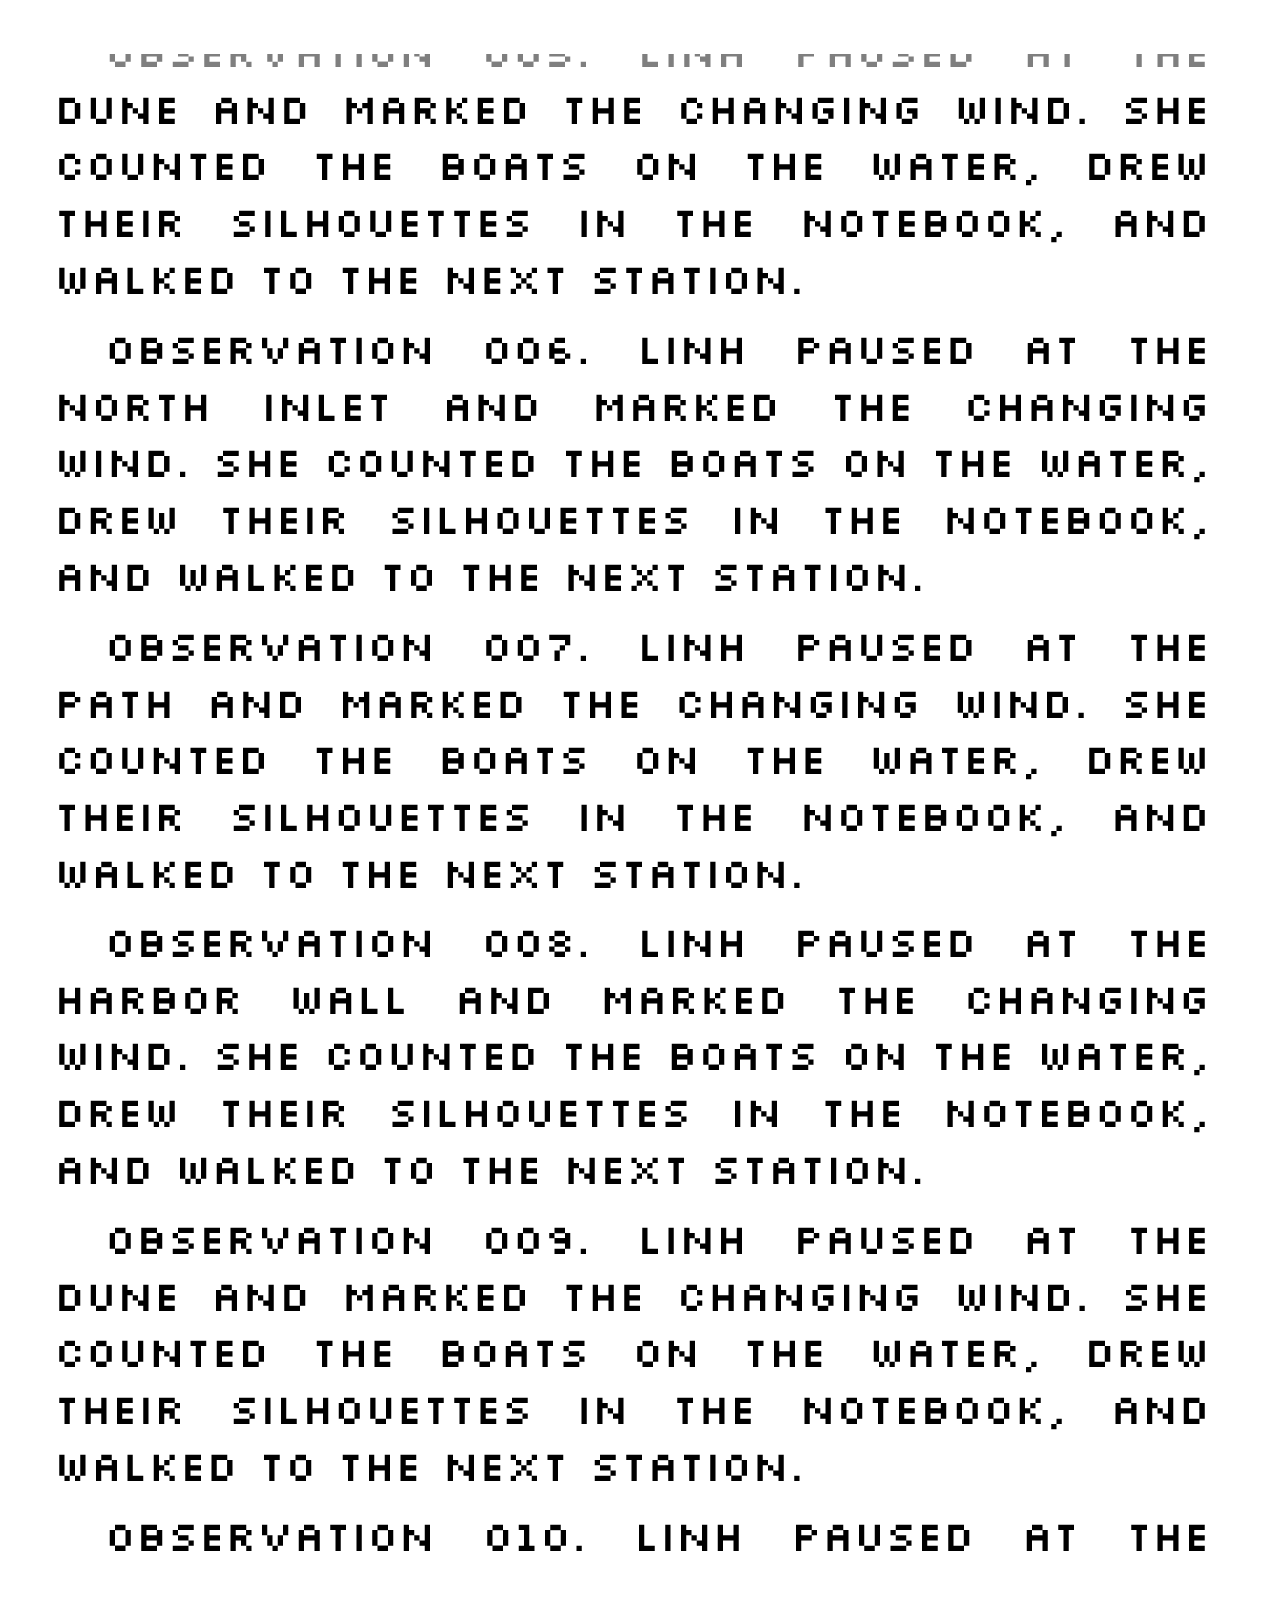 DUNE AND MARKED THE CHANGING WIND. SHE
COUNTED THE BOATS ON THE WATER, DREW
THEIR SILHOUETTES IN THE NOTEBOOK, AND
WALKED TO THE NEXT STATION.
OBSERVATION 006. LINH PAUSED AT THE
NORTH INLET AND MARKED THE CHANGING
WIND. SHE COUNTED THE BOATS ON THE WATER,
DREW THEIR SILHOUETTES IN THE NOTEBOOK,
AND WALKED TO THE NEXT STATION.
OBSERVATION 007. LINH PAUSED AT THE
PATH AND MARKED THE CHANGING WIND. SHE
COUNTED THE BOATS ON THE WATER, DREW
THEIR SILHOUETTES IN THE NOTEBOOK, AND
WALKED TO THE NEXT STATION.
OBSERVATION 008. LINH PAUSED AT THE
HARBOR WALL AND MARKED THE CHANGING
WIND. SHE COUNTED THE BOATS ON THE WATER,
DREW THEIR SILHOUETTES IN THE NOTEBOOK,
AND WALKED TO THE NEXT STATION.
OBSERVATION 009. LINH PAUSED AT THE
DUNE AND MARKED THE CHANGING WIND. SHE
COUNTED THE BOATS ON THE WATER, DREW
THEIR SILHOUETTES IN THE NOTEBOOK, AND
WALKED TO THE NEXT STATION.
OBSERVATION 010. LINH PAUSED AT THE